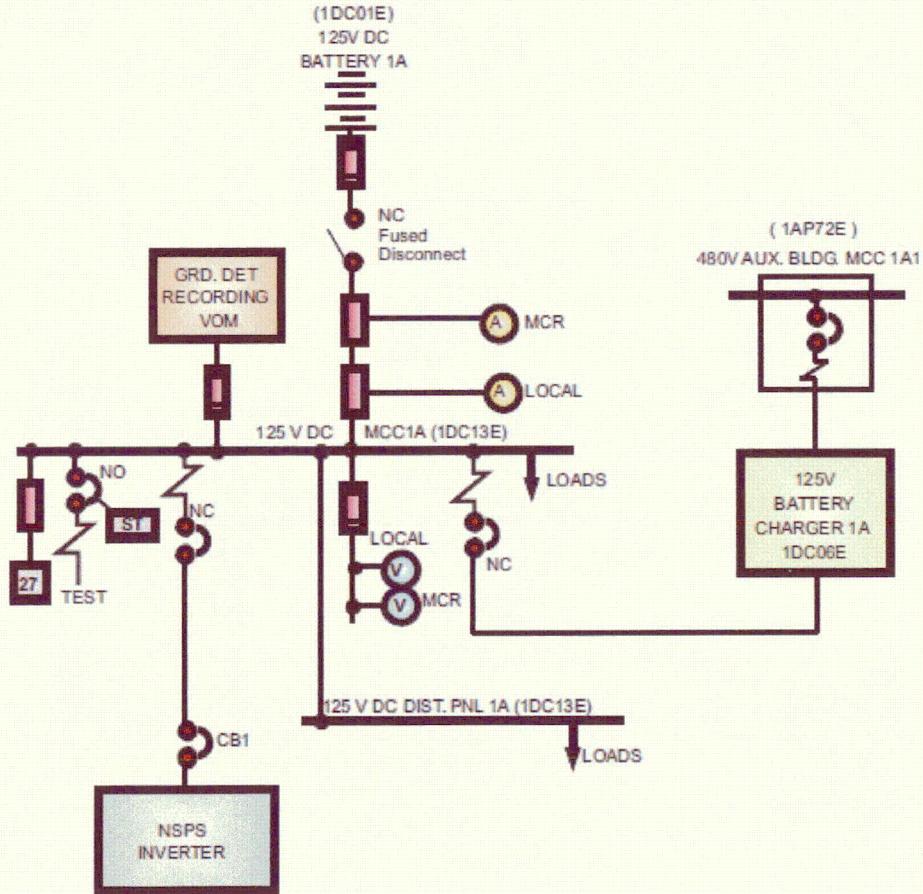 (1DC01E)
125V DC
BATTERY 1A
NC
Fused
Disconnect
( 1AP72E )
480V AUX. BLDG. MCC 1A1
GRD. DET
RECORDING
VOM
A MCR
A LOCAL
125 V DC MCC1A (1DC13E)
NO
ST
NC
LOADS
125V
BATTERY
CHARGER 1A
1DC06E
LOCAL
V
V MCR
NC
27
TEST
125 V DC DIST. PNL 1A (1DC13E)
CB1
LOADS
NSPS
INVERTER